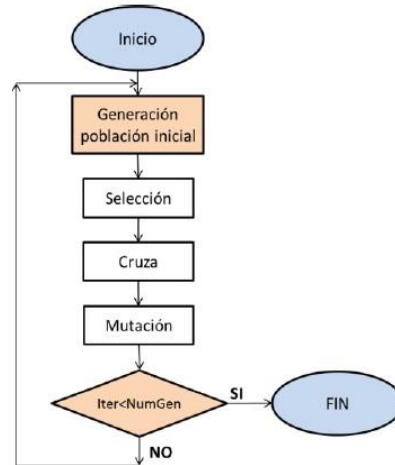 Inicio
Generación
población inicial
Selección
Cruza
Mutación
Iter<NumGen
SI
FIN
NO